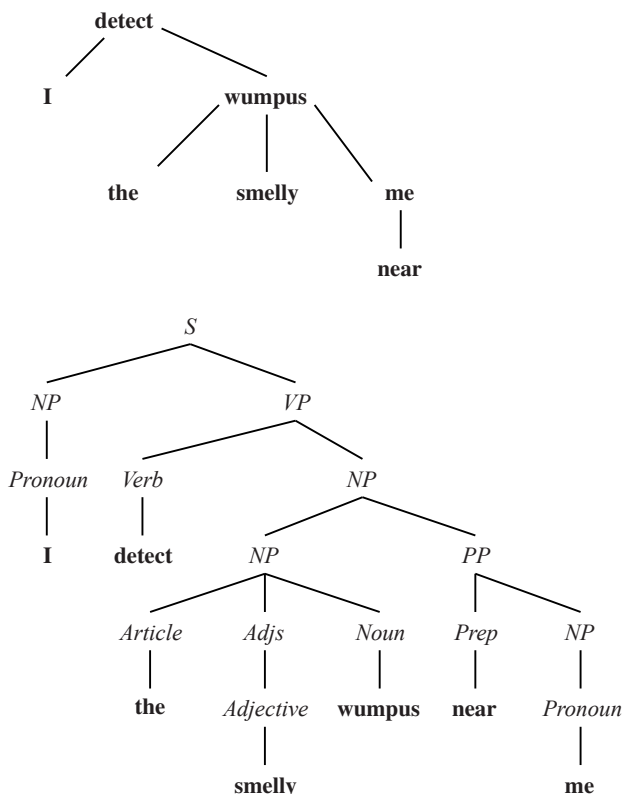 detect
I wumpus
the smelly me
near
S
NP VP
Pronoun Verb NP
I detect NP PP
Article Adjs Noun Prep NP
the Adjective wumpus near Pronoun
smelly me